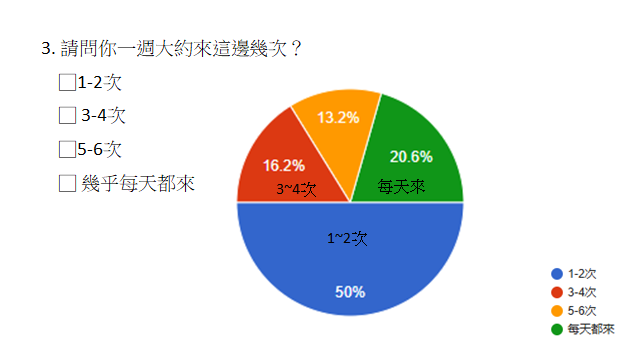 3. 請問你一週大約來這邊幾次？
□1-2次
□ 3-4次
□5-6次
□ 幾乎每天都來
13.2%
16.2%
20.6%
3~4次
每天來
1~2次
50%
1-2次
3-4次
5-6次
每天都來